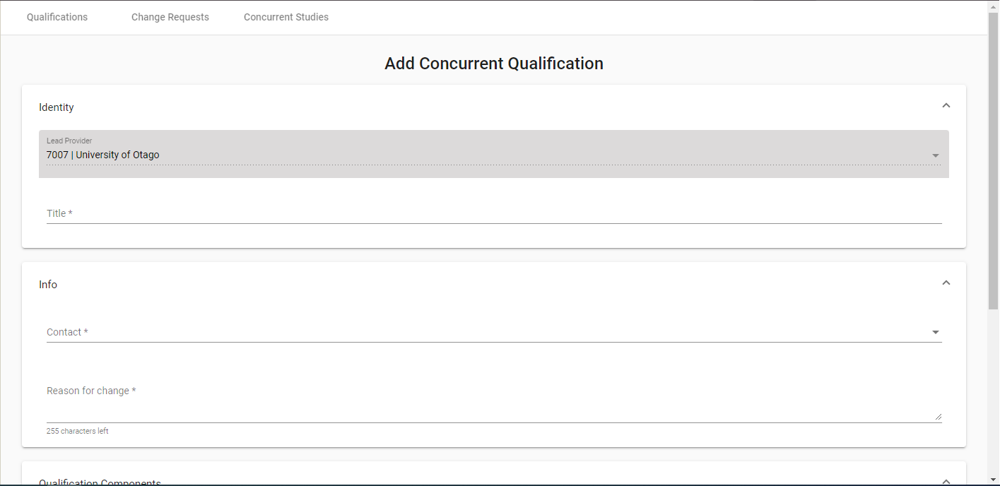 Qualifications Change Requests Concurrent Studies
Add Concurrent Qualification
Identity
Lead Provider
7007 | University of Otago
Title *
Info
Contact *
Reason for change *
255 characters left
Qualification Components